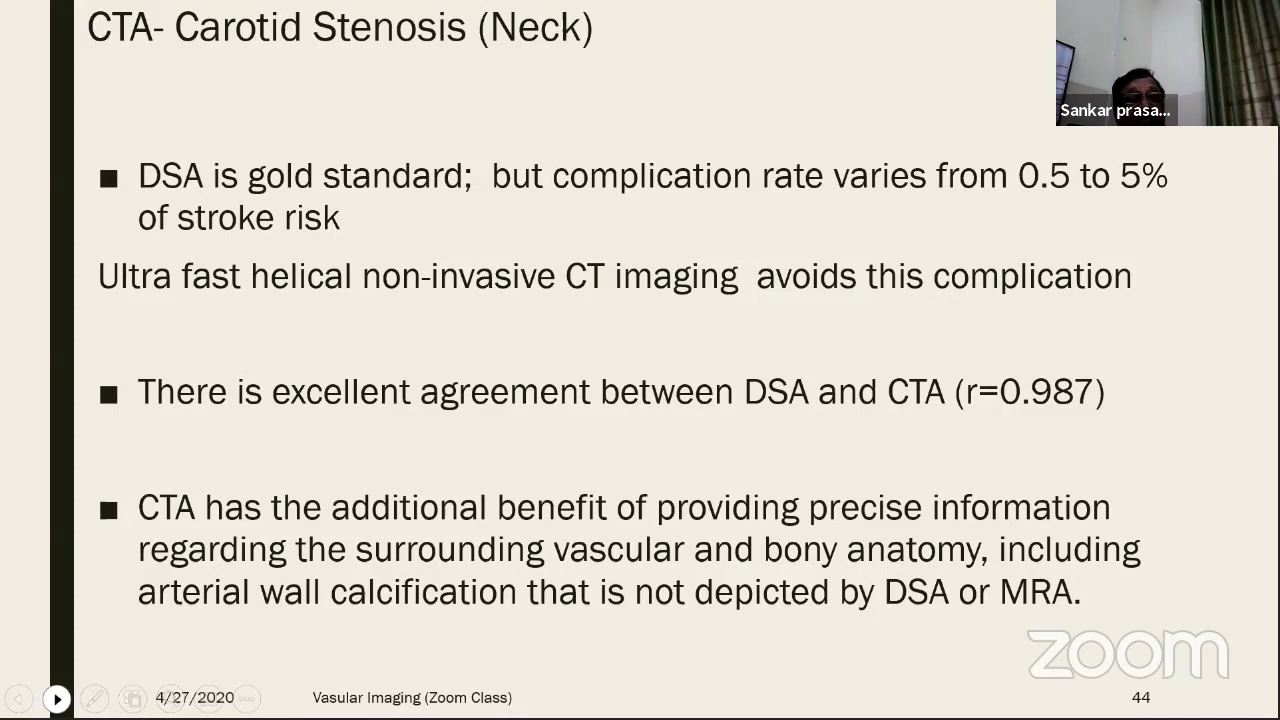 CTA- Carotid Stenosis (Neck)
Sankar prasa...
■ DSA is gold standard;  but complication rate varies from 0.5 to 5%
of stroke risk
Ultra fast helical non-invasive CT imaging  avoids this complication
■ There is excellent agreement between DSA and CTA (r=0.987)
■ CTA has the additional benefit of providing precise information
regarding the surrounding vascular and bony anatomy, including
arterial wall calcification that is not depicted by DSA or MRA.
zoom
4/27/2020 Vasular Imaging (Zoom Class) 44